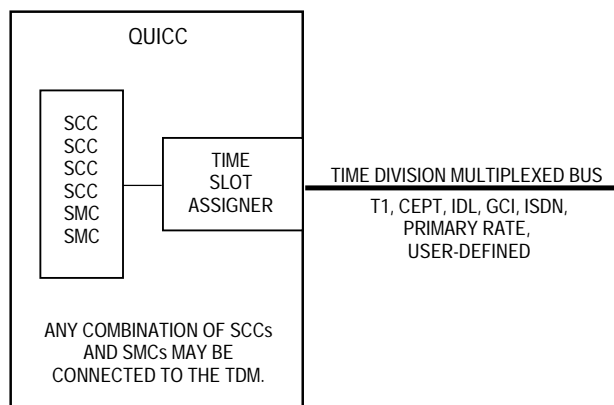 QUICC
SCC
SCC
SCC
SCC
SMC
SMC
TIME
SLOT
ASSIGNER
TIME DIVISION MULTIPLEXED BUS
T1, CEPT, IDL, GCI, ISDN,
PRIMARY RATE,
USER-DEFINED
ANY COMBINATION OF SCCs
AND SMCs MAY BE
CONNECTED TO THE TDM.